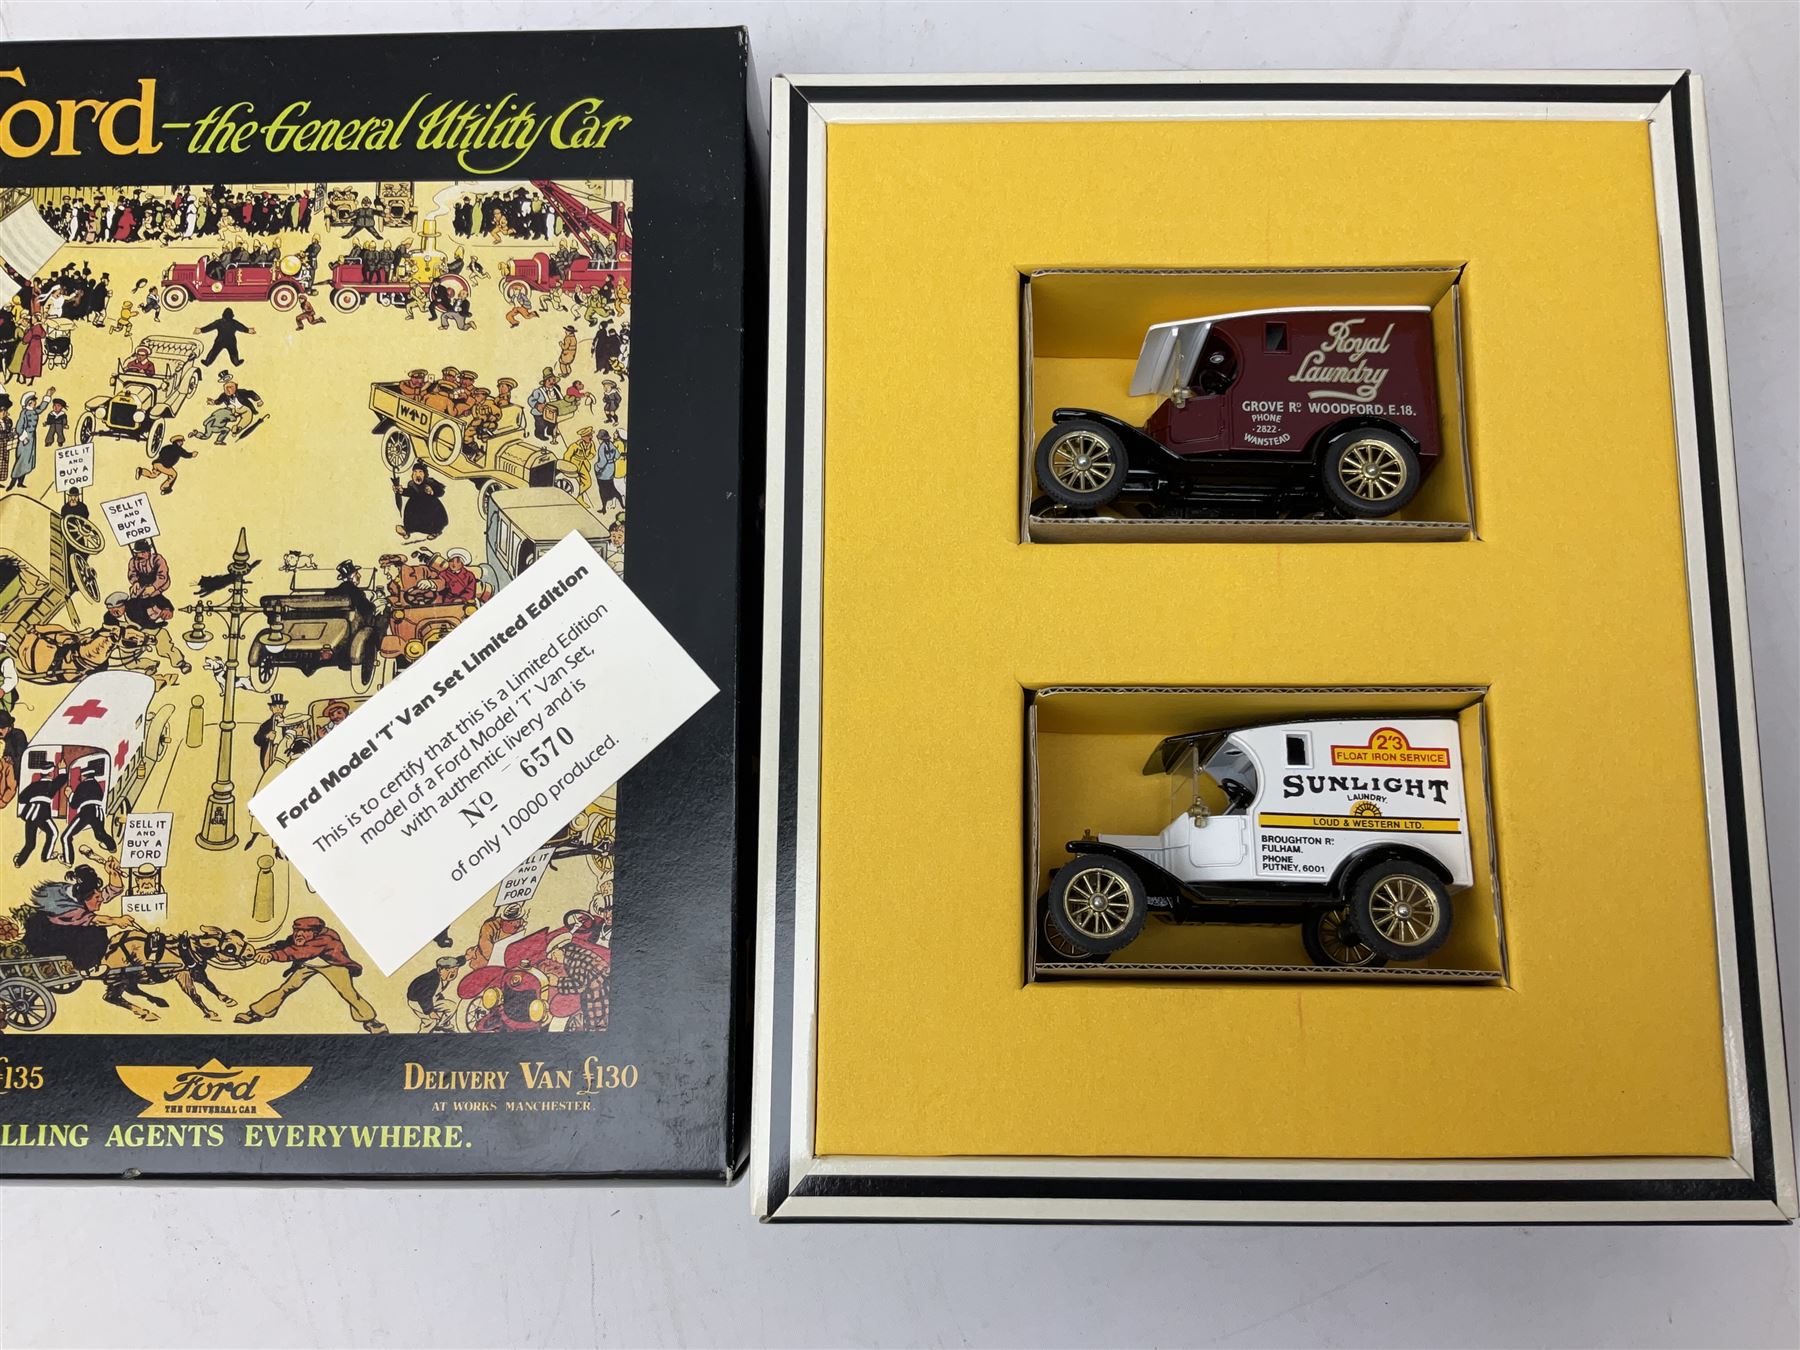 Ford – the General Utility Car
SELL IT
AND
BUY A
FORD
SELL IT
AND
BUY A
FORD
W D
SELL IT
AND
BUY A
FORD
SELL IT
SELL IT
AND
BUY A
FORD
Ford Model 'T' Van Set Limited Edition
This is to certify that this is a Limited Edition
model of a Ford Model 'T' Van Set,
with authentic livery and is
Nº 6570
of only 10000 produced.
£135
Ford
THE UNIVERSAL CAR
DELIVERY VAN £130
AT WORKS MANCHESTER.
LLING AGENTS EVERYWHERE.
Royal
Laundry
GROVE Rº. WOODFORD. E.18.
PHONE
· 2822 ·
WANSTEAD
2'3
FLOAT IRON SERVICE
SUNLIGHT
LAUNDRY.
LOUD & WESTERN LTD.
BROUGHTON Rº.
FULHAM.
PHONE
PUTNEY, 6001